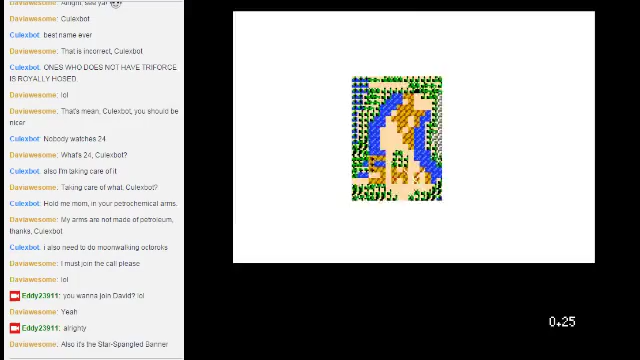 Daviawesome: Alright, see ya!
Daviawesome: Culexbot
Culexbot: best name ever
Daviawesome: That is incorrect, Culexbot
Culexbot: ONES WHO DOES NOT HAVE TRIFORCE
IS ROYALLY HOSED.
Daviawesome: lol
Daviawesome: That's mean, Culexbot, you should be
nicer
Culexbot: Nobody watches 24
Daviawesome: What's 24, Culexbot?
Culexbot: also I'm taking care of it
Daviawesome: Taking care of what, Culexbot?
Culexbot: Hold me mom, in your petrochemical arms.
Daviawesome: My arms are not made of petroleum,
thanks, Culexbot
Culexbot: i also need to do moonwalking octoroks
Daviawesome: I must join the call please
Daviawesome: lol
Eddy23911: you wanna join David? lol
Daviawesome: Yeah
Eddy23911: alrighty
Daviawesome: Also it's the Star-Spangled Banner
0.25